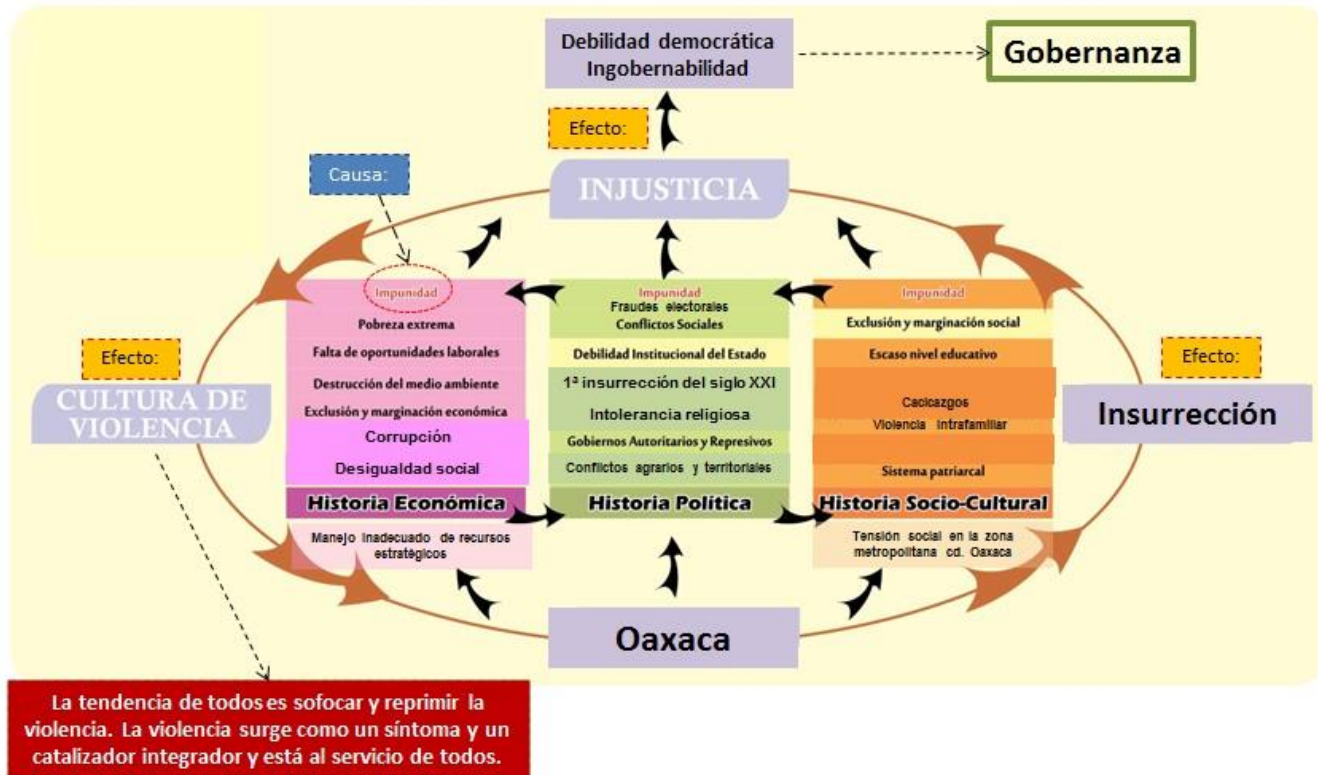 Debilidad democrática
Ingobernabilidad
Gobernanza
Efecto:
Causa:
INJUSTICIA
Impunidad
Pobreza extrema
Falta de oportunidades laborales
Destrucción del medio ambiente
Exclusión y marginación económica
Corrupción
Desigualdad social
Historia Económica
Manejo inadecuado de recursos
estratégicos
Impunidad
Fraudes electorales
Conflictos Sociales
Debilidad Institucional del Estado
1ª insurrección del siglo XXI
Intolerancia religiosa
Gobiernos Autoritarios y Represivos
Conflictos agrarios y territoriales
Historia Política
Impunidad
Exclusión y marginación social
Escaso nivel educativo
Cacicazgos
Violencia intrafamiliar
Sistema patriarcal
Historia Socio-Cultural
Tensión social en la zona
metropolitana cd. Oaxaca
Efecto:
CULTURA DE
VIOLENCIA
Efecto:
Insurrección
Oaxaca
La tendencia de todos es sofocar y reprimir la
violencia. La violencia surge como un síntoma y un
catalizador integrador y está al servicio de todos.